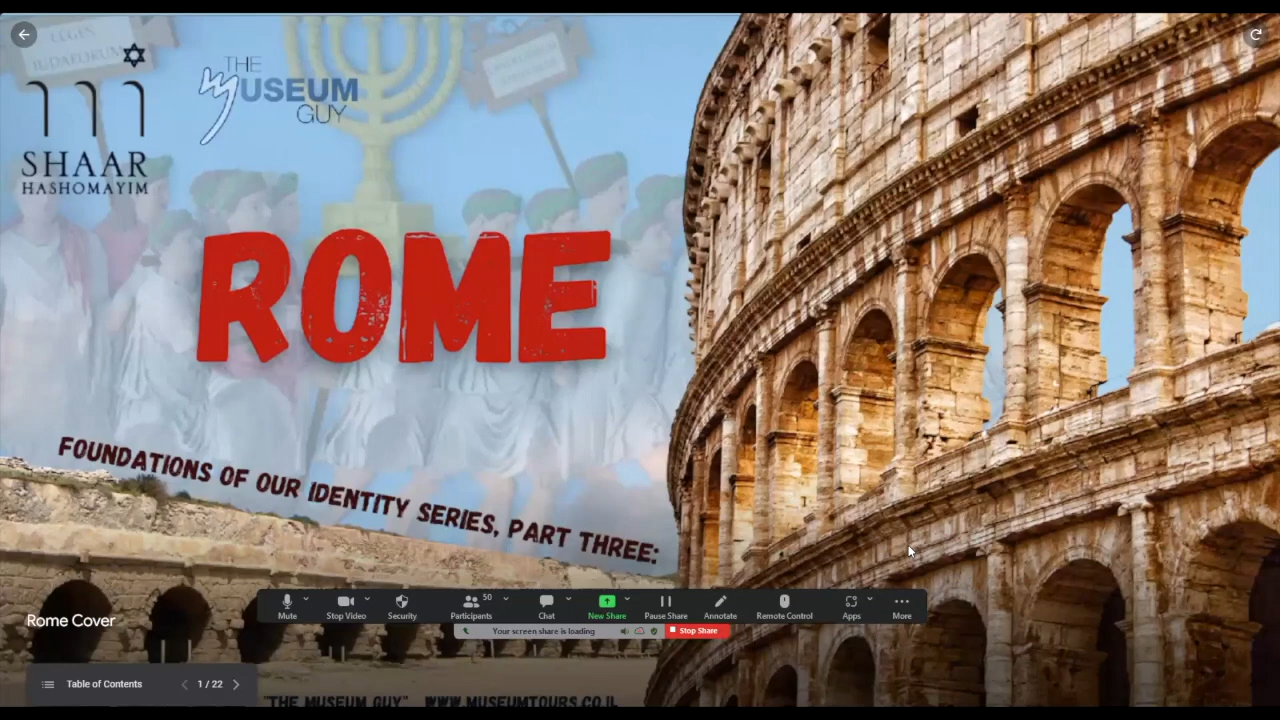 LEGES
IUDAEORUM
THE
MUSEUM
GUY
SHAAR
HASHOMAYIM
ROME
FOUNDATIONS OF OUR IDENTITY SERIES, PART THREE:
Rome Cover
Mute
Stop Video
Security
Participants
50
Chat
New Share
Pause Share
Annotate
Remote Control
Apps
More
Your screen share is loading
Stop Share
Table of Contents
1 / 22
"THE MUSEUM GUY" WWW.MUSEUMTOURS.CO.IL